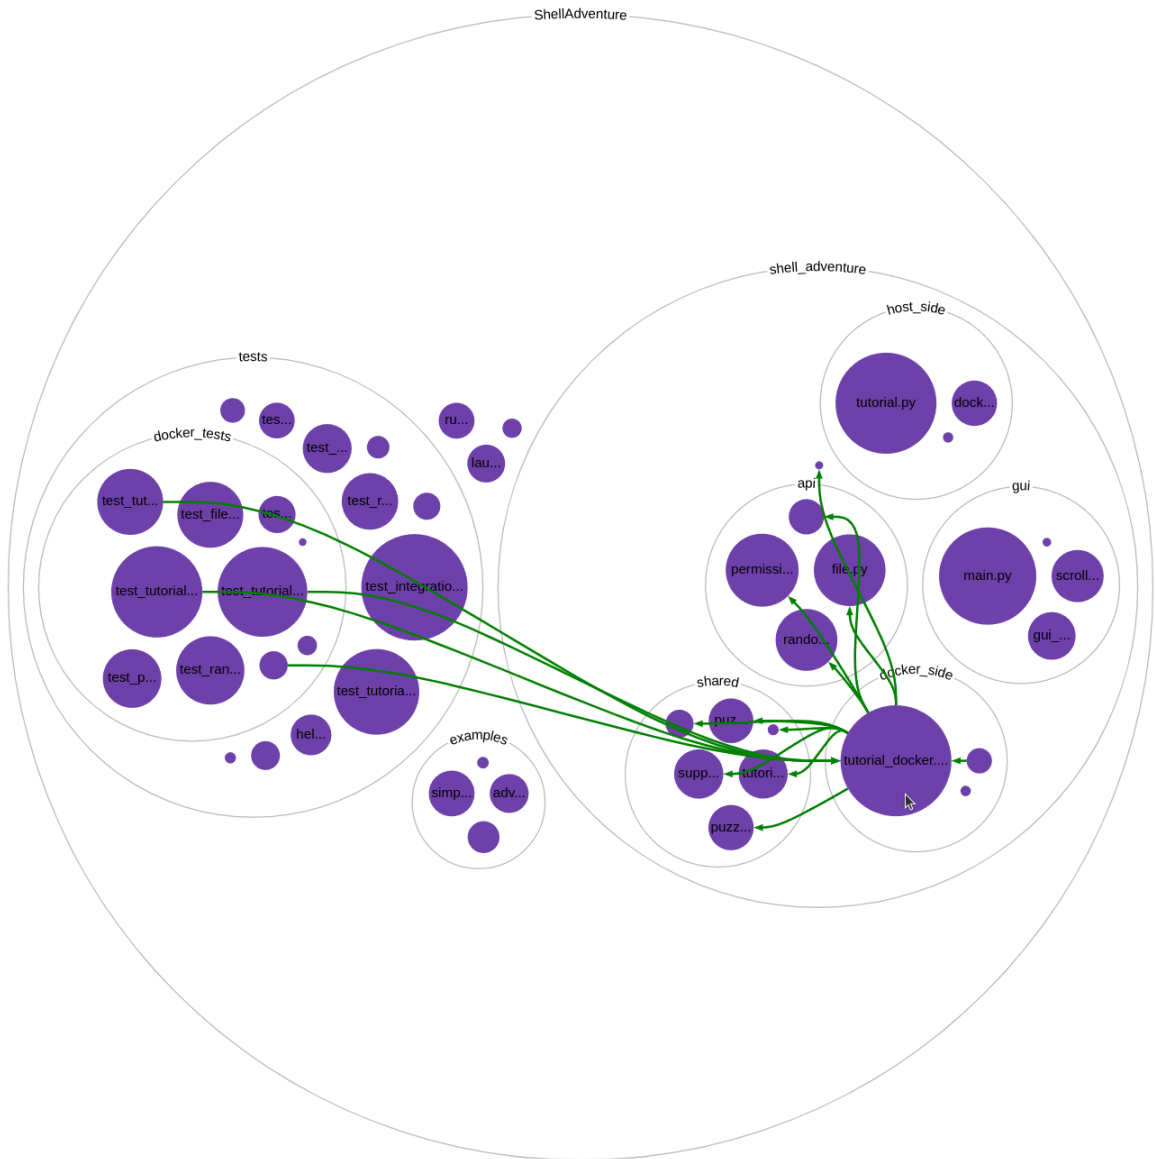 ShellAdventure
shell_adventure
host_side
tutorial.py
dock...
tests
tes...
ru...
docker_tests
test_...
lau...
api
gui
test_tut...
test_file...
tes...
test_r...
permissi...
file.py
main.py
scroll...
test_tutorial...
test_tutorial...
test_integratio...
rando...
gui_...
test_p...
test_ran...
test_tutoria...
shared
docker_side
puz...
hel...
examples
supp...
tutori...
tutorial_docker....
simp...
adv...
puzz...